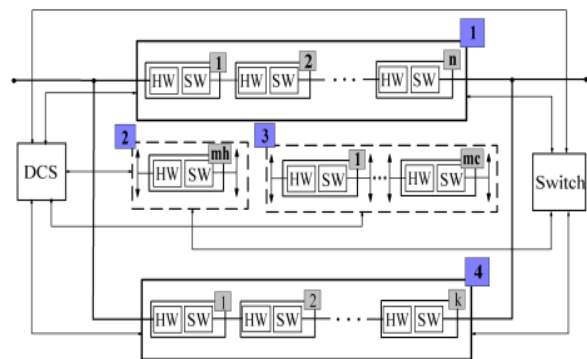 1
1 2 n
HW SW HW SW ... HW SW
2 3
mh 1 mc
DCS HW SW HW SW ... HW SW Switch
4
1 2 k
HW SW HW SW ... HW SW